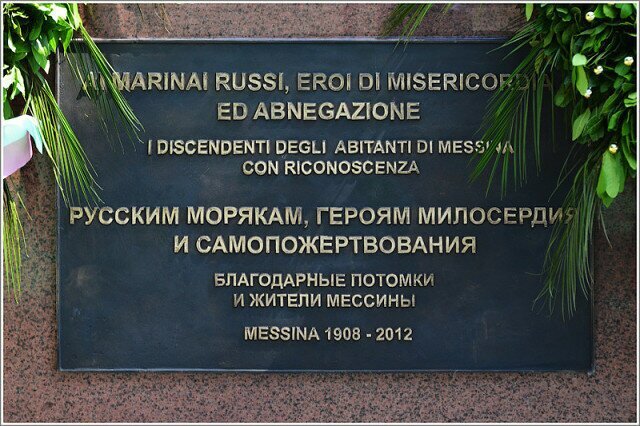 AI MARINAI RUSSI, EROI DI MISERICORDIA
ED ABNEGAZIONE
I DISCENDENTI DEGLI ABITANTI DI MESSINA
CON RICONOSCENZA
РУССКИМ МОРЯКАМ, ГЕРОЯМ МИЛОСЕРДИЯ
И САМОПОЖЕРТВОВАНИЯ
БЛАГОДАРНЫЕ ПОТОМКИ
И ЖИТЕЛИ МЕССИНЫ
MESSINA 1908 - 2012